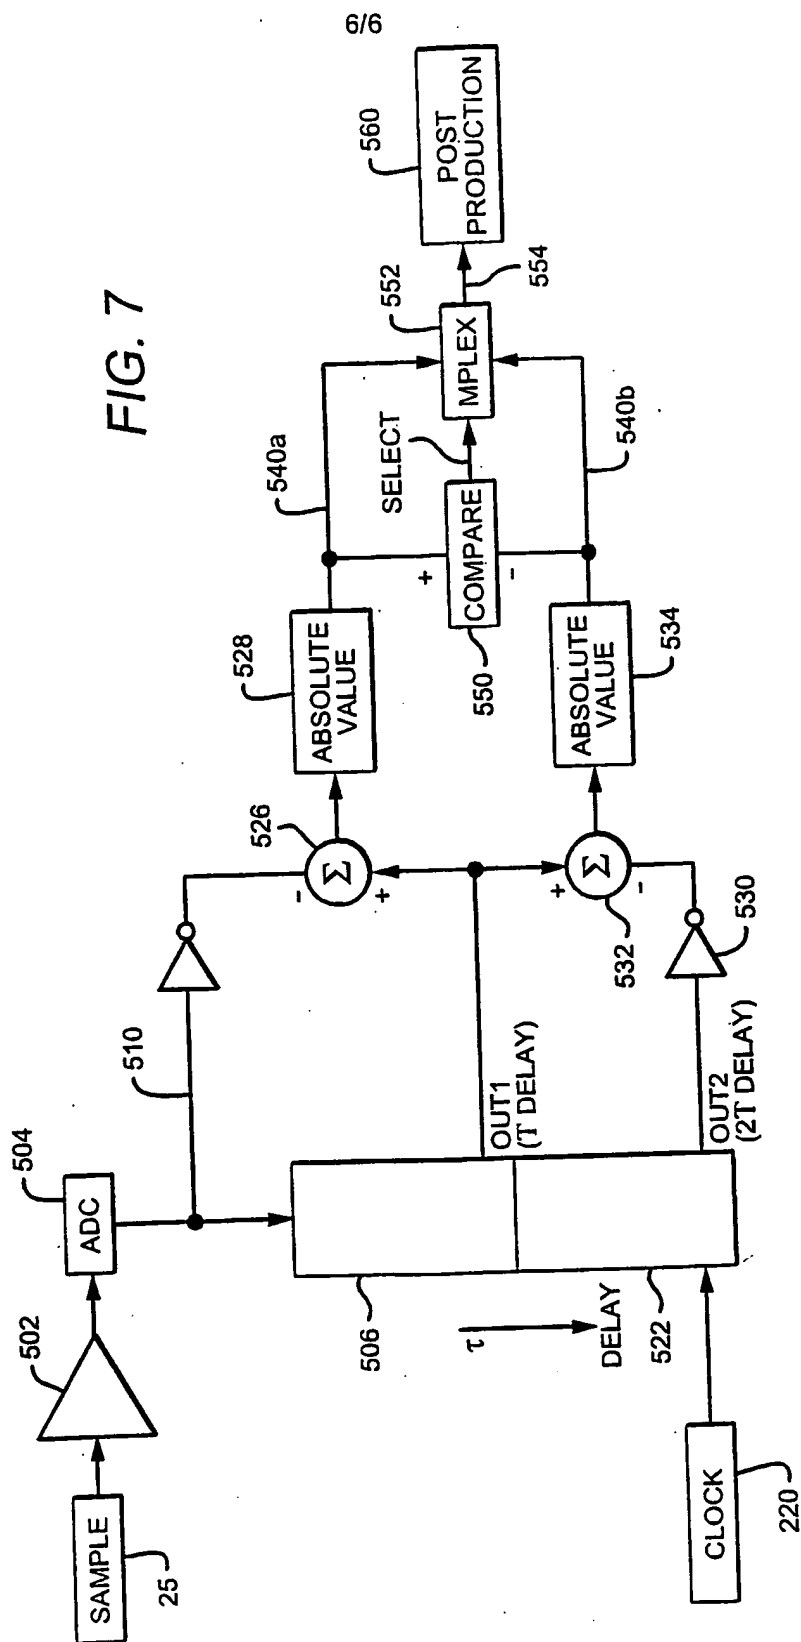 6/6
FIG. 7
SAMPLE
25
502
ADC
504
510
506
τ
DELAY
522
CLOCK
220
OUT1
(T DELAY)
OUT2
(2T DELAY)
530
-
Σ
+
526
+
Σ
-
532
ABSOLUTE
VALUE
528
ABSOLUTE
VALUE
534
540a
540b
+
COMPARE
-
550
SELECT
MPLEX
552
554
POST
PRODUCTION
560